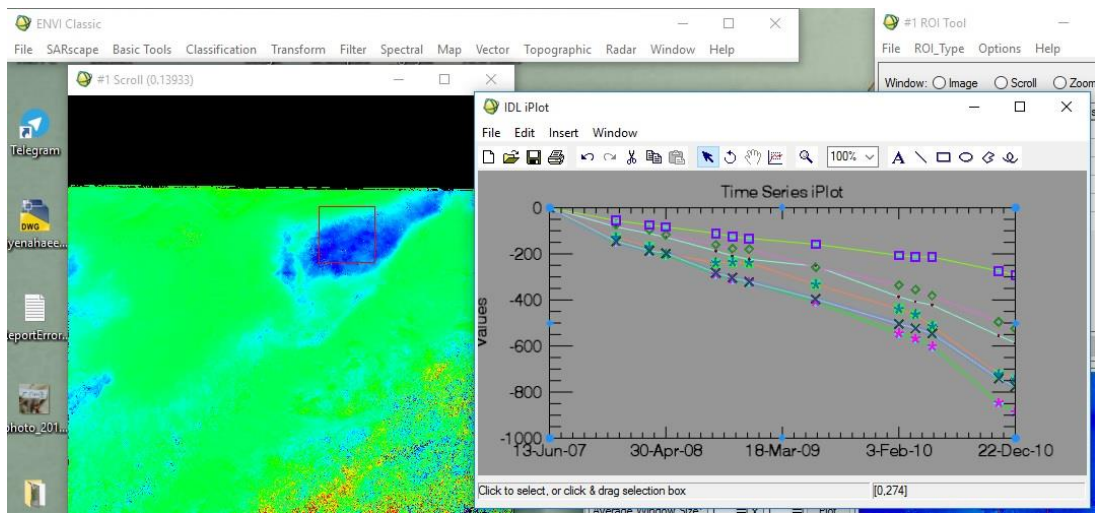 ENVI Classic
File SARscape Basic Tools Classification Transform Filter Spectral Map Vector Topographic Radar Window Help
#1 ROI Tool
File ROI_Type Options Help
Window: Image Scroll Zoom
#1 Scroll (0.13933)
IDL iPlot
File Edit Insert Window
100%
A
Telegram
DWG
yenahaee...
ReportError...
photo_201...
Time Series iPlot
0
-200
-400
-600
-800
-1000
Values
13-Jun-07 30-Apr-08 18-Mar-09 3-Feb-10 22-Dec-10
Click to select, or click & drag selection box [0,274]
Average Window Size: Plot